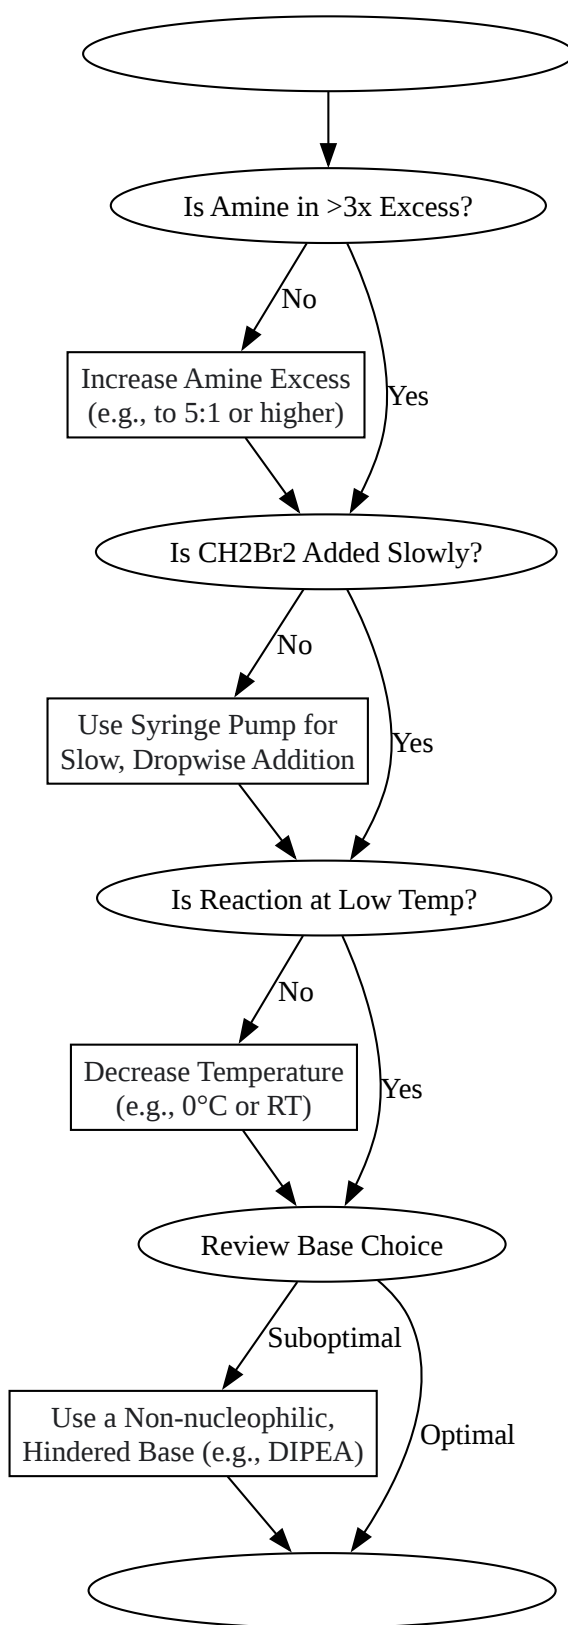 Is Amine in >3x Excess?
No
Increase Amine Excess
(e.g., to 5:1 or higher)
Yes
Is CH2Br2 Added Slowly?
No
Use Syringe Pump for
Slow, Dropwise Addition
Yes
Is Reaction at Low Temp?
No
Decrease Temperature
(e.g., 0°C or RT)
Yes
Review Base Choice
Suboptimal
Use a Non-nucleophilic,
Hindered Base (e.g., DIPEA)
Optimal